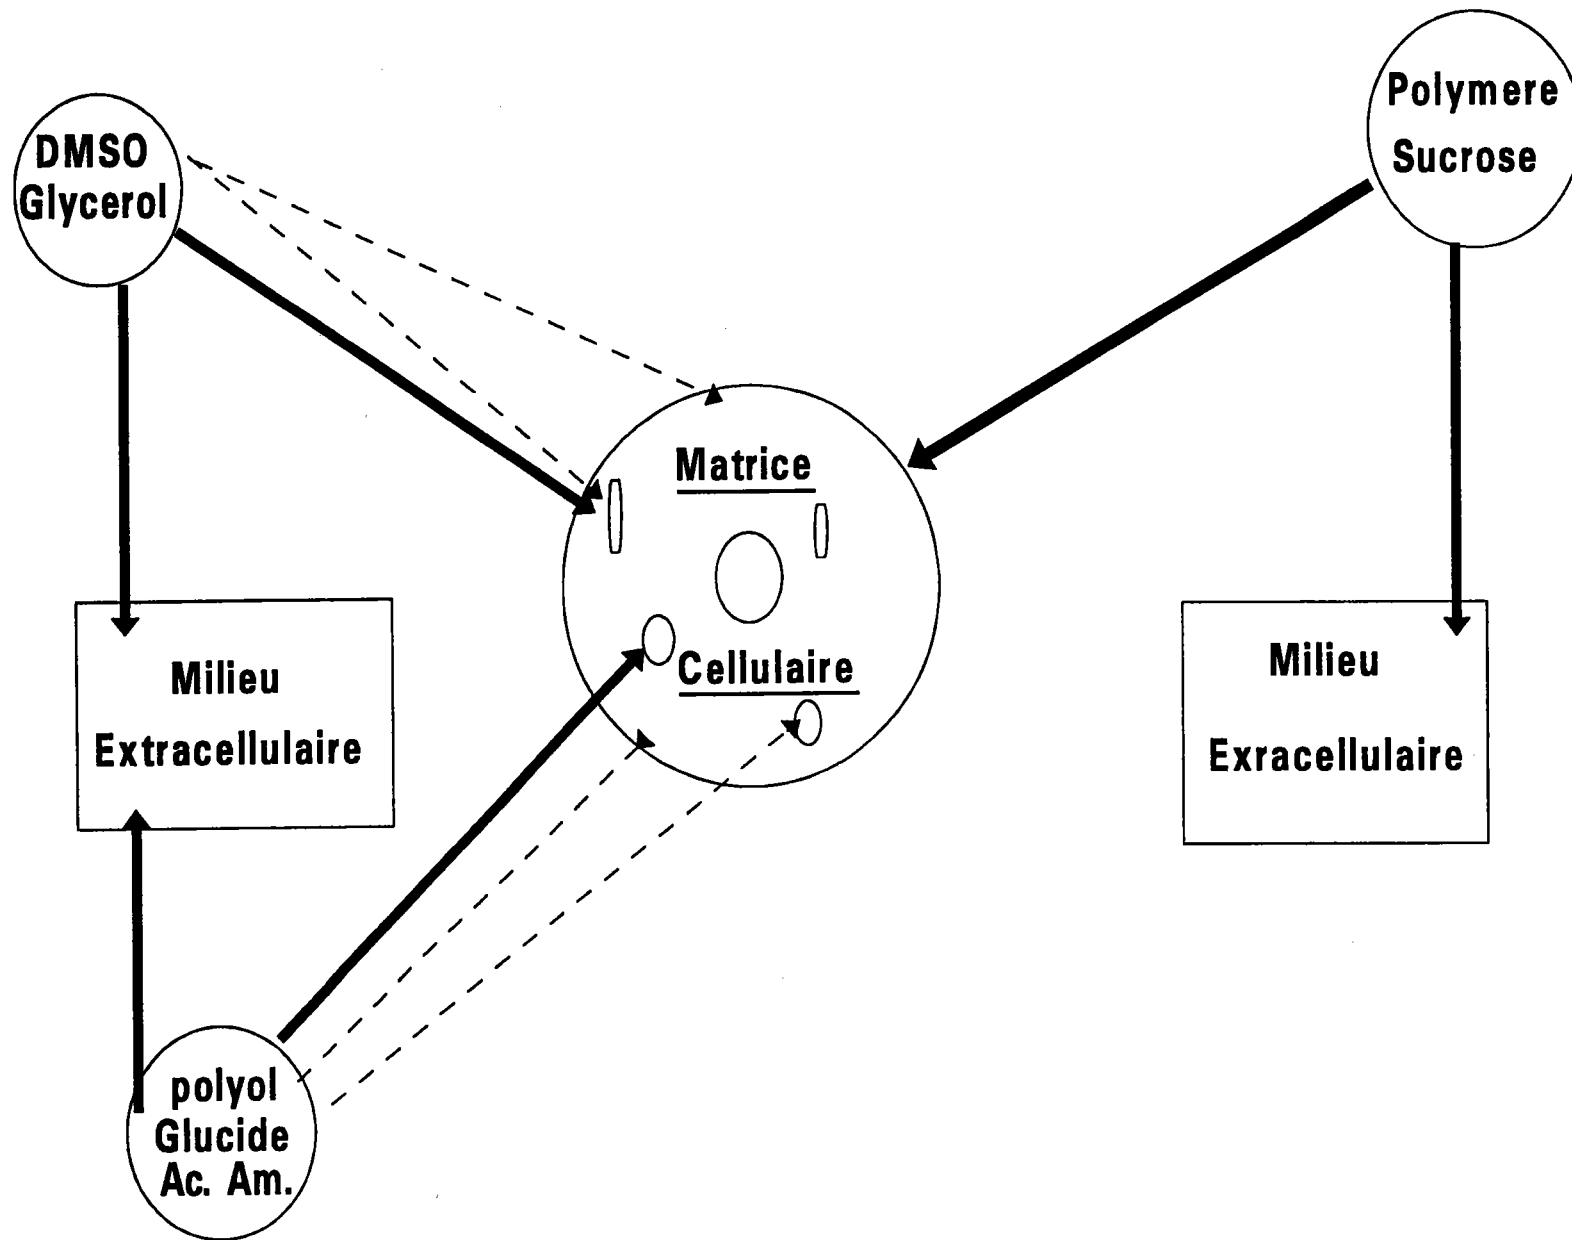 DMSO
Glycerol
Polymere
Sucrose
Matrice
Cellulaire
Milieu
Extracellulaire
Milieu
Exracellulaire
polyol
Glucide
Ac. Am.